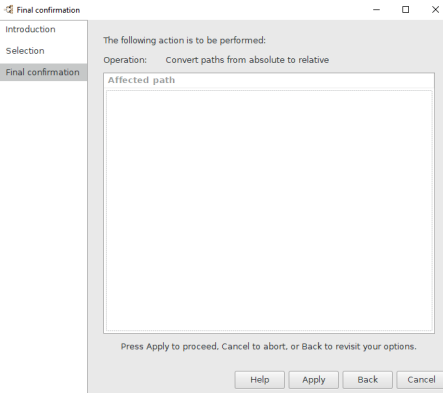 Final confirmation
Introduction
Selection
Final confirmation
The following action is to be performed:
Operation: Convert paths from absolute to relative
Affected path
Press Apply to proceed, Cancel to abort, or Back to revisit your options.
Help Apply Back Cancel